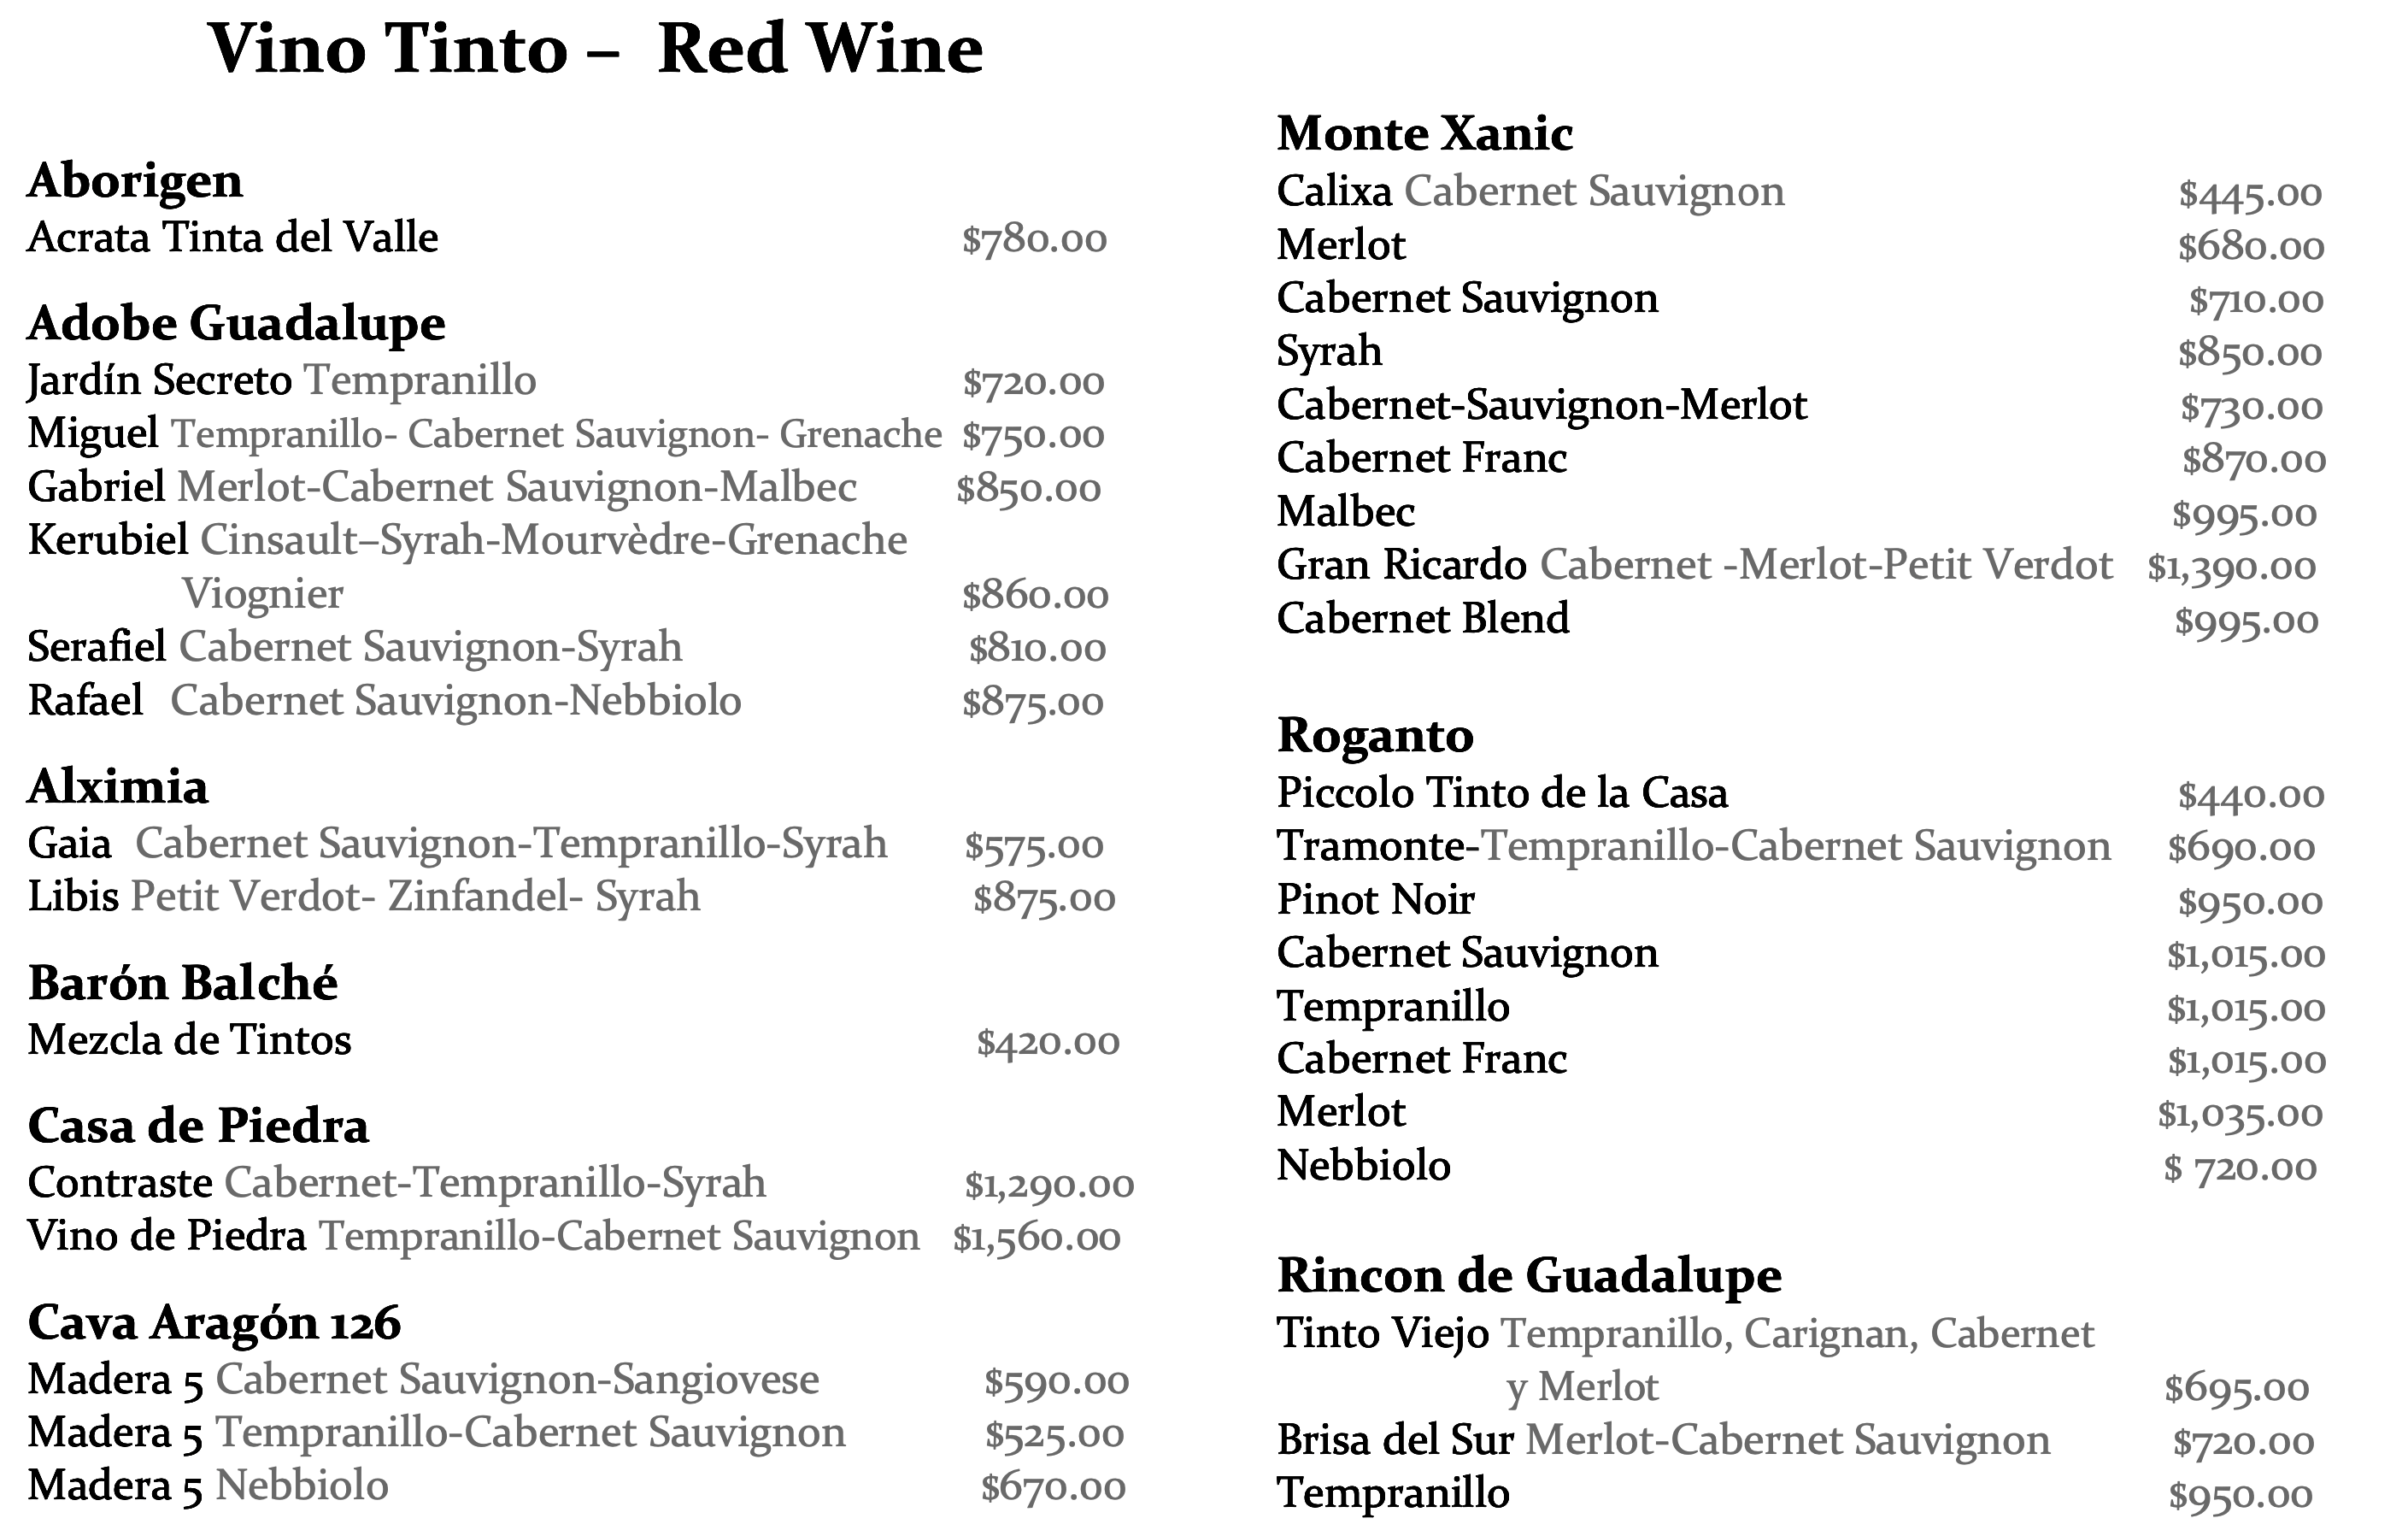 Vino Tinto – Red Wine
Aborigen
Acrata Tinta del Valle $780.00
Adobe Guadalupe
Jardín Secreto Tempranillo $720.00
Miguel Tempranillo- Cabernet Sauvignon- Grenache $750.00
Gabriel Merlot-Cabernet Sauvignon-Malbec $850.00
Kerubiel Cinsault–Syrah-Mourvèdre-Grenache
Viognier $860.00
Serafiel Cabernet Sauvignon-Syrah $810.00
Rafael Cabernet Sauvignon-Nebbiolo $875.00
Alximia
Gaia Cabernet Sauvignon-Tempranillo-Syrah $575.00
Libis Petit Verdot- Zinfandel- Syrah $875.00
Barón Balché
Mezcla de Tintos $420.00
Casa de Piedra
Contraste Cabernet-Tempranillo-Syrah $1,290.00
Vino de Piedra Tempranillo-Cabernet Sauvignon $1,560.00
Cava Aragón 126
Madera 5 Cabernet Sauvignon-Sangiovese $590.00
Madera 5 Tempranillo-Cabernet Sauvignon $525.00
Madera 5 Nebbiolo $670.00
Monte Xanic
Calixa Cabernet Sauvignon $445.00
Merlot $680.00
Cabernet Sauvignon $710.00
Syrah $850.00
Cabernet-Sauvignon-Merlot $730.00
Cabernet Franc $870.00
Malbec $995.00
Gran Ricardo Cabernet -Merlot-Petit Verdot $1,390.00
Cabernet Blend $995.00
Roganto
Piccolo Tinto de la Casa $440.00
Tramonte-Tempranillo-Cabernet Sauvignon $690.00
Pinot Noir $950.00
Cabernet Sauvignon $1,015.00
Tempranillo $1,015.00
Cabernet Franc $1,015.00
Merlot $1,035.00
Nebbiolo $ 720.00
Rincon de Guadalupe
Tinto Viejo Tempranillo, Carignan, Cabernet
y Merlot $695.00
Brisa del Sur Merlot-Cabernet Sauvignon $720.00
Tempranillo $950.00